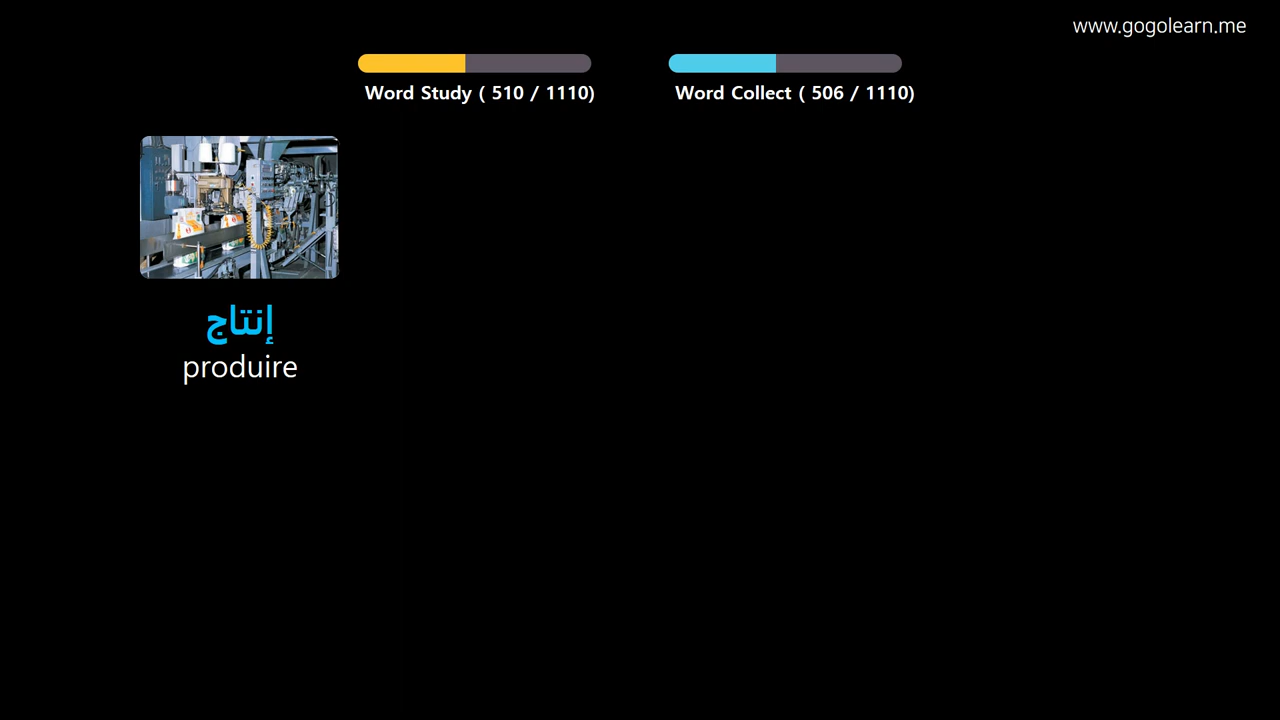 www.gogolearn.me
Word Study ( 510 / 1110)
Word Collect ( 506 / 1110)
إنتاج
produire